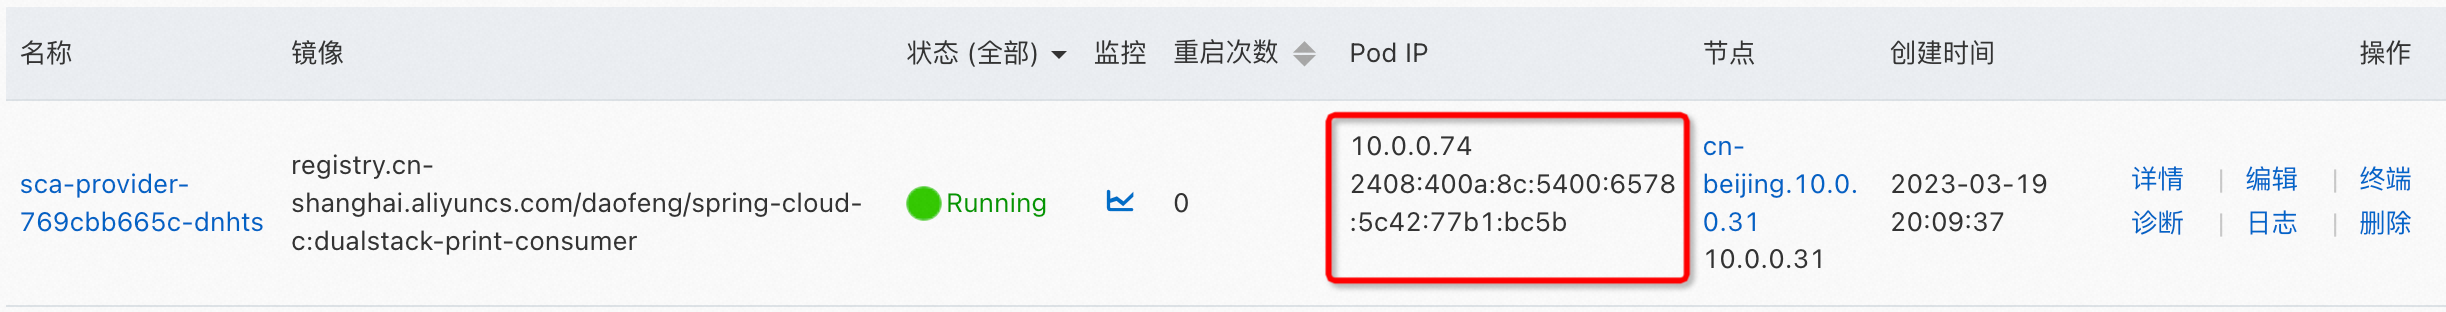 名称 镜像 状态 (全部) 监控 重启次数 Pod IP 节点 创建时间 操作
sca-provider-
769cbb665c-dnhts
registry.cn-
shanghai.aliyuncs.com/daofeng/spring-cloud-
c:dualstack-print-consumer
Running
0
10.0.0.74
2408:400a:8c:5400:6578
:5c42:77b1:bc5b
cn-
beijing.10.0.
0.31
10.0.0.31
2023-03-19
20:09:37
详情 | 编辑 | 终端
诊断 | 日志 | 删除